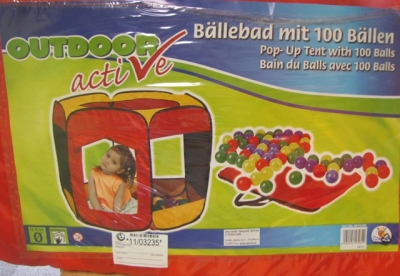 OUTDOOR
active
Bällebad mit 100 Bällen
Pop-Up Tent with 100 Balls
Bain du Balls avec 100 Balls
*11/03235*